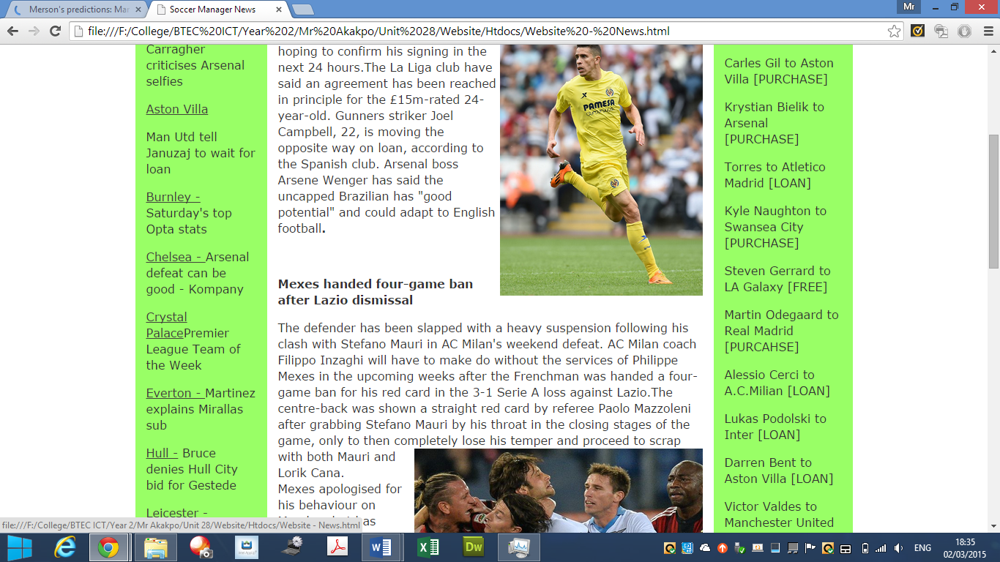 Merson's predictions: Mar
Soccer Manager News
Mr
file:///F:/College/BTEC%20ICT/Year%202/Mr%20Akakpo/Unit%2028/Website/Htdocs/Website%20-%20News.html
Carragher
criticises Arsenal
selfies
Aston Villa
Man Utd tell
Januzaj to wait for
loan
Burnley -
Saturday's top
Opta stats
Chelsea - Arsenal
defeat can be
good - Kompany
Crystal
PalacePremier
League Team of
the Week
Everton - Martinez
explains Mirallas
sub
Hull - Bruce
denies Hull City
bid for Gestede
Leicester -
hoping to confirm his signing in the
next 24 hours.The La Liga club have
said an agreement has been reached
in principle for the £15m-rated 24-
year-old. Gunners striker Joel
Campbell, 22, is moving the
opposite way on loan, according to
the Spanish club. Arsenal boss
Arsene Wenger has said the
uncapped Brazilian has "good
potential" and could adapt to English
football.
PAMESA
Mexes handed four-game ban
after Lazio dismissal
The defender has been slapped with a heavy suspension following his
clash with Stefano Mauri in AC Milan's weekend defeat. AC Milan coach
Filippo Inzaghi will have to make do without the services of Philippe
Mexes in the upcoming weeks after the Frenchman was handed a four-
game ban for his red card in the 3-1 Serie A loss against Lazio.The
centre-back was shown a straight red card by referee Paolo Mazzoleni
after grabbing Stefano Mauri by his throat in the closing stages of the
game, only to then completely lose his temper and proceed to scrap
with both Mauri and
Lorik Cana.
Mexes apologised for
his behaviour on
Carles Gil to Aston
Villa [PURCHASE]
Krystian Bielik to
Arsenal
[PURCHASE]
Torres to Atletico
Madrid [LOAN]
Kyle Naughton to
Swansea City
[PURCHASE]
Steven Gerrard to
LA Galaxy [FREE]
Martin Odegaard to
Real Madrid
[PURCAHSE]
Alessio Cerci to
A.C.Milian [LOAN]
Lukas Podolski to
Inter [LOAN]
Darren Bent to
Aston Villa [LOAN]
Victor Valdes to
Manchester United
file:///F:/College/BTEC ICT/Year 2/Mr Akakpo/Unit 28/Website/Htdocs/Website - News.html
Dw
ENG
18:35
02/03/2015